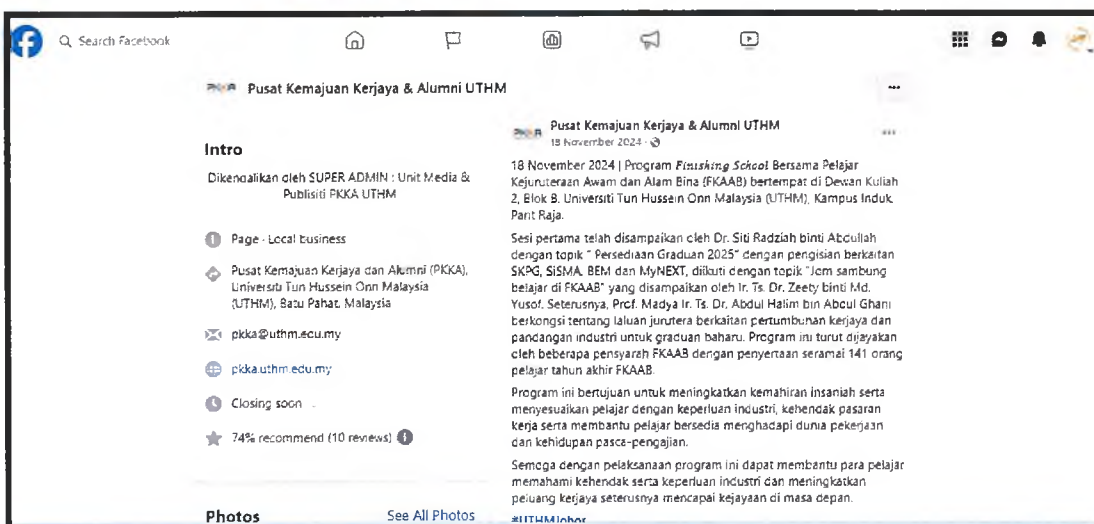 Search Facebook
Pusat Kemajuan Kerjaya & Alumni UTHM
Intro
Dikendalikan oleh SUPER ADMIN : Unit Media &
Publisiti PKKA UTHM
Page · Local business
Pusat Kemajuan Kerjaya dan Alumni (PKKA),
Universiti Tun Hussein Onn Malaysia
(UTHM), Batu Pahat, Malaysia
pkka@uthm.edu.my
pkka.uthm.edu.my
Closing soon
74% recommend (10 reviews)
Photos
See All Photos
Pusat Kemajuan Kerjaya & Alumni UTHM
18 November 2024
18 November 2024 | Program Finishing School Bersama Pelajar
Kejuruteraan Awam dan Alam Bina (FKAAB) bertempat di Dewan Kuliah
2, Blok B, Universiti Tun Hussein Onn Malaysia (UTHM), Kampus Induk,
Parit Raja.
Sesi pertama telah disampaikan oleh Dr. Siti Radziah binti Abdullah
dengan topik " Persediaan Graduan 2025" dengan pengisian berkaitan
SKPG, SiSMA, BEM dan MyNEXT, diikuti dengan topik "Jom sambung
belajar di FKAAB" yang disampaikan oleh Ir. Ts. Dr. Zeety binti Md.
Yusof. Seterusnya, Prof. Madya Ir. Ts. Dr. Abdul Halim bin Abdul Ghani
berkongsi tentang laluan jurutera berkaitan pertumbunan kerjaya dan
pandangan industri untuk graduan baharu. Program ini turut dijayakan
oleh beberapa pensyarah FKAAB dengan penyertaan seramai 141 orang
pelajar tahun akhir FKAAB.
Program ini bertujuan untuk meningkatkan kemahiran insaniah serta
menyesuaikan pelajar dengan keperluan industri, kehendak pasaran
kerja serta membantu pelajar bersedia menghadapi dunia pekerjaan
dan kehidupan pasca-pengajian.
Semoga dengan pelaksanaan program ini dapat membantu para pelajar
memahami kehendak serta keperluan industri dan meningkatkan
peluang kerjaya seterusnya mencapai kejayaan di masa depan.
#UTHMJohor